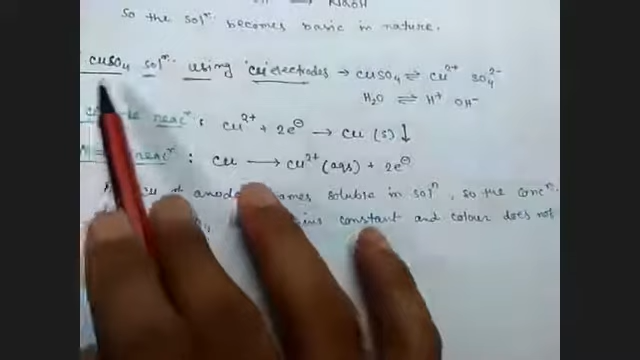 NaOH
So the solⁿ becomes basic in nature.
CuSO₄ solⁿ. using 'Cu' electrodes → CuSO₄ ⇌ Cu²⁺ SO₄²⁻
H₂O ⇌ H⁺ OH⁻
reacⁿ : Cu²⁺ + 2e⊖ → Cu (s) ↓
reacⁿ : Cu → Cu²⁺ (aqs) + 2e⊖
Cu at anode soluble in solⁿ, so the concⁿ.
constant and colour does not